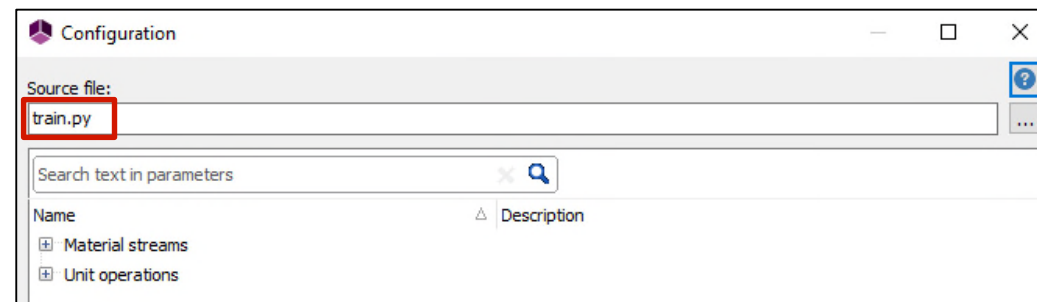 Configuration
Source file:
train.py
...
Search text in parameters
Name Description
Material streams
Unit operations